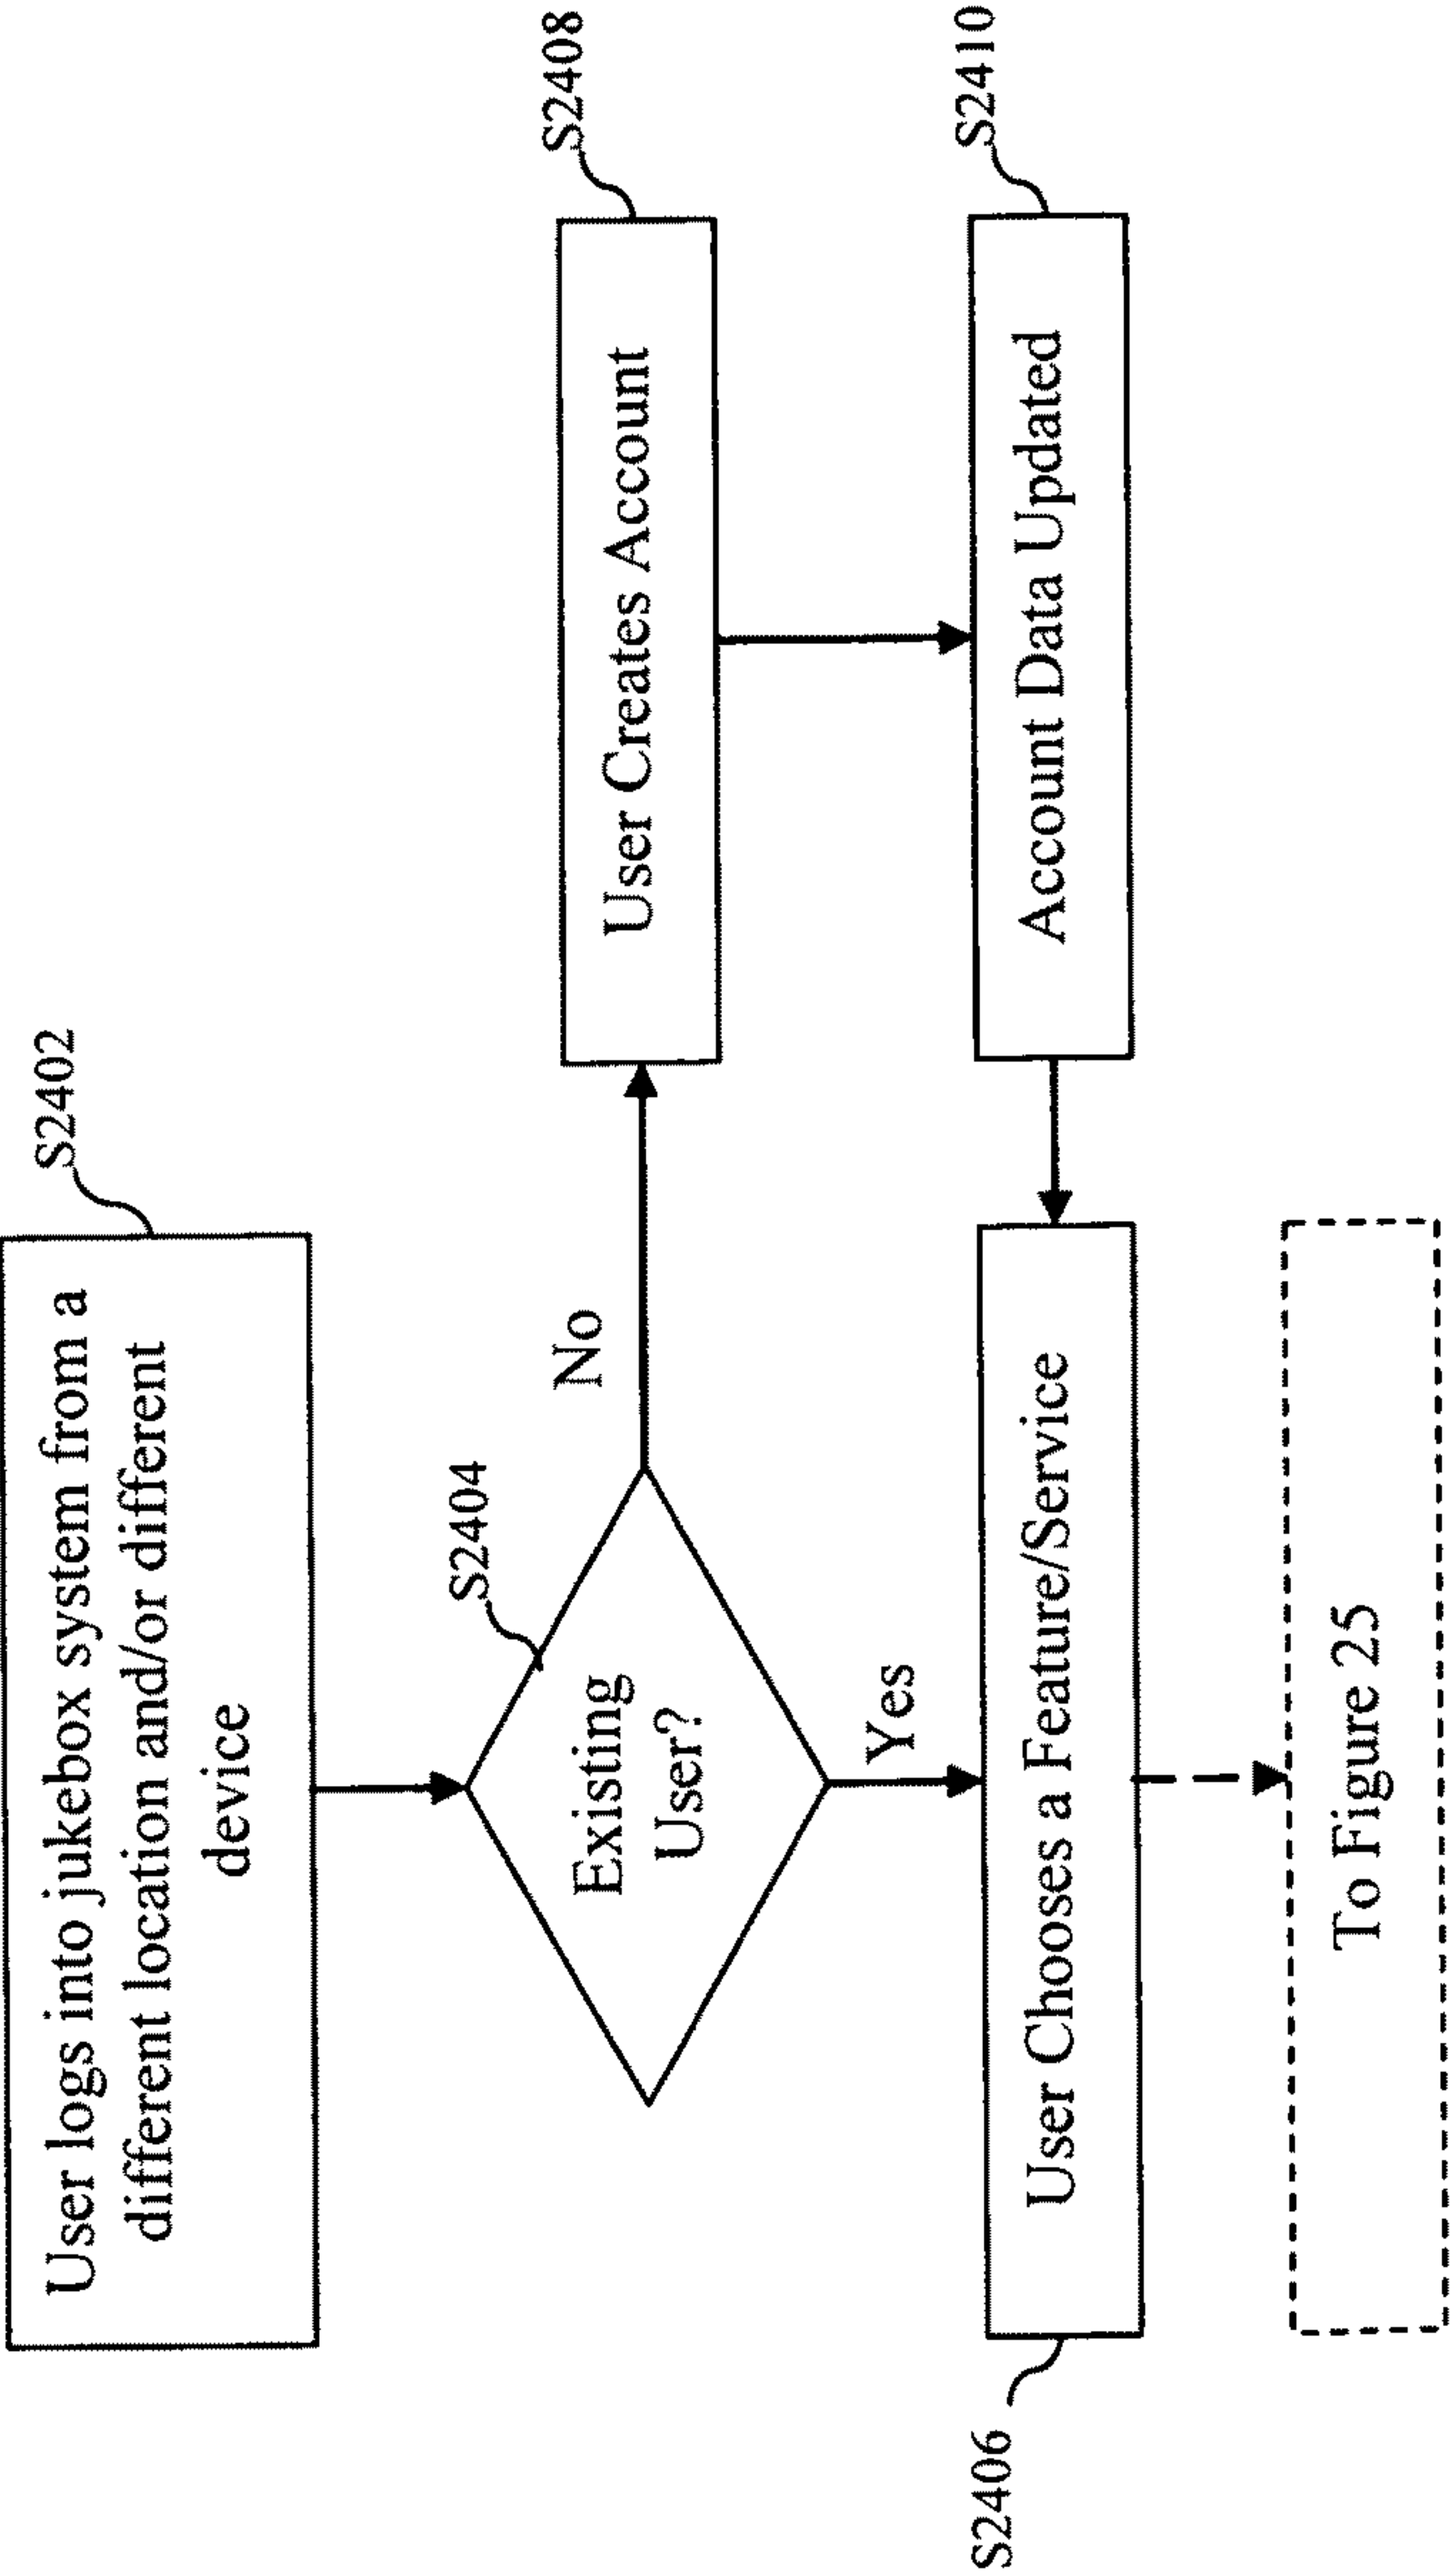 S2402
User logs into jukebox system from a
different location and/or different
device
S2404
Existing
User?
No
S2408
User Creates Account
Yes
S2410
Account Data Updated
S2406
User Chooses a Feature/Service
To Figure 25